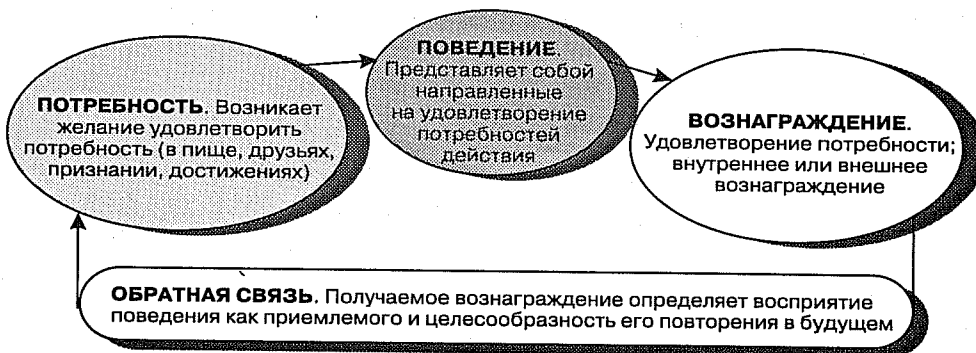 ПОТРЕБНОСТЬ. Возникает
желание удовлетворить
потребность (в пище, друзьях,
признании, достижениях)
ПОВЕДЕНИЕ.
Представляет собой
направленные
на удовлетворение
потребностей
действия
ВОЗНАГРАЖДЕНИЕ.
Удовлетворение потребности;
внутреннее или внешнее
вознаграждение
ОБРАТНАЯ СВЯЗЬ. Получаемое вознаграждение определяет восприятие
поведения как приемлемого и целесообразность его повторения в будущем